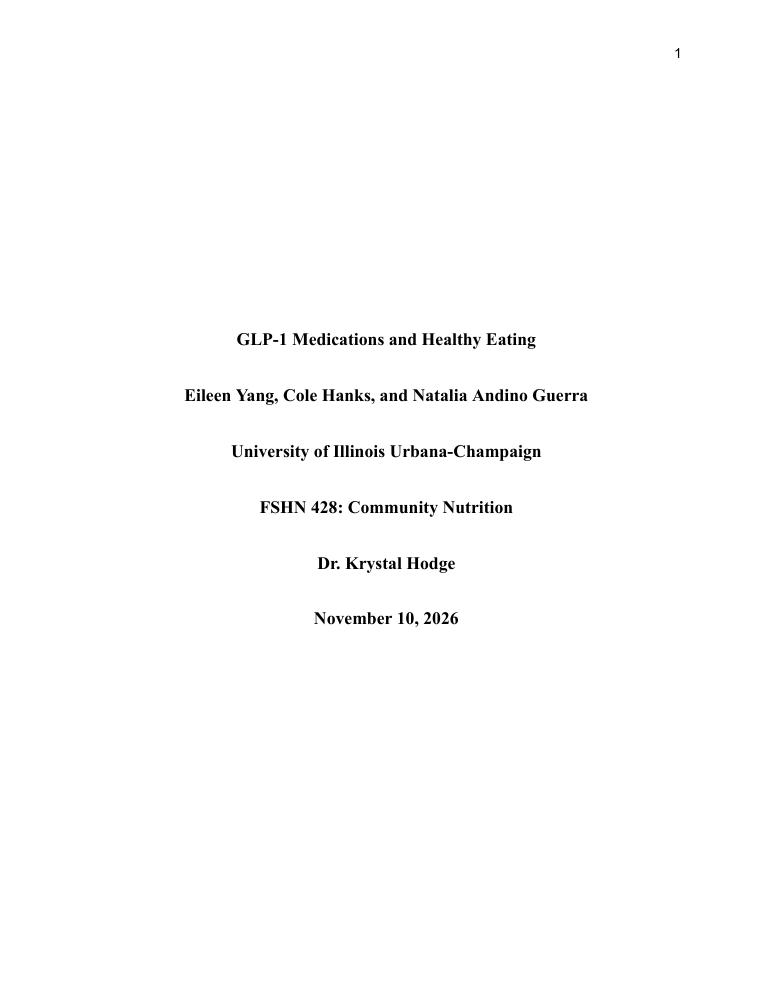 1
GLP-1 Medications and Healthy Eating
Eileen Yang, Cole Hanks, and Natalia Andino Guerra
University of Illinois Urbana-Champaign
FSHN 428: Community Nutrition
Dr. Krystal Hodge
November 10, 2026